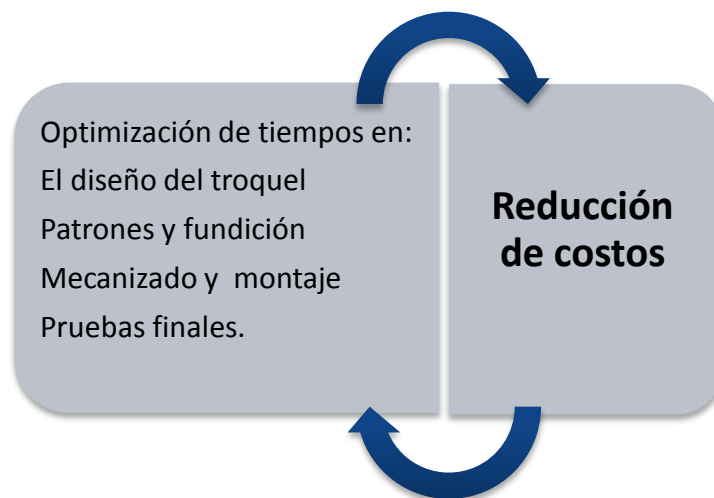 Optimización de tiempos en:
El diseño del troquel
Patrones y fundición
Mecanizado y  montaje
Pruebas finales.
Reducción
de costos